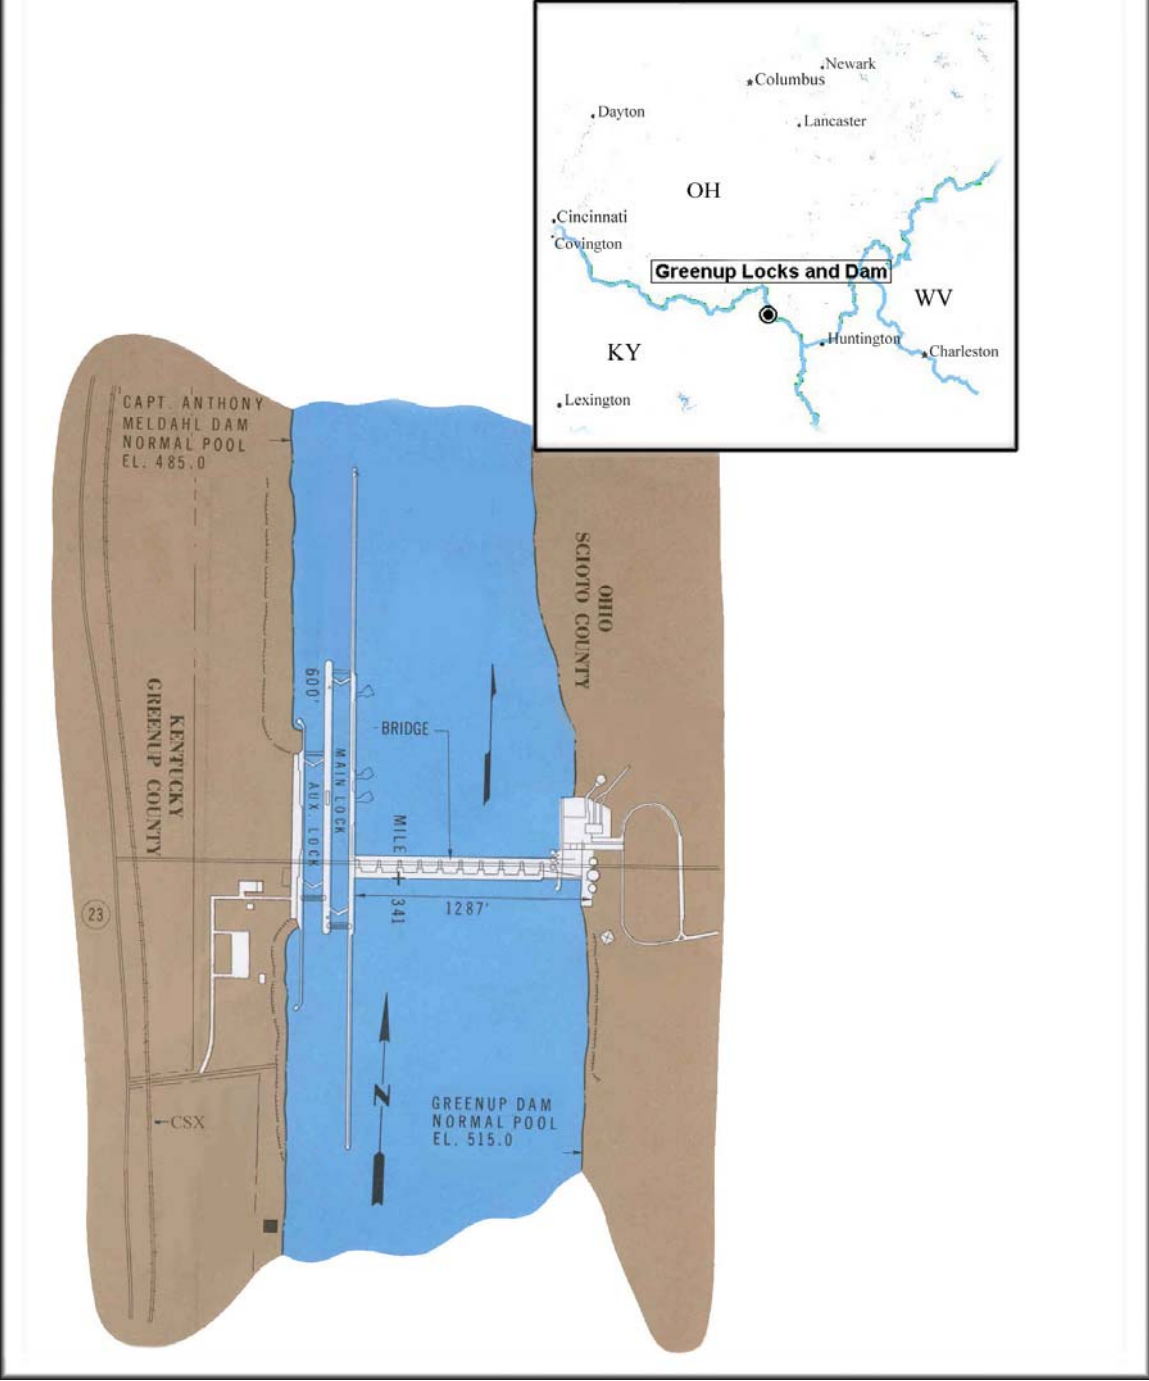 Newark
Columbus
Dayton
Lancaster
OH
Cincinnati
Covington
Greenup Locks and Dam
WV
KY
Huntington
Charleston
Lexington
CAPT. ANTHONY
MELDAHL DAM
NORMAL POOL
EL. 485.0
OHIO
SCIOTO COUNTY
600'
KENTUCKY
GREENUP COUNTY
BRIDGE
MAIN LOCK
AUX. LOCK
MILE 341
1287'
23
N
GREENUP DAM
NORMAL POOL
EL. 515.0
CSX